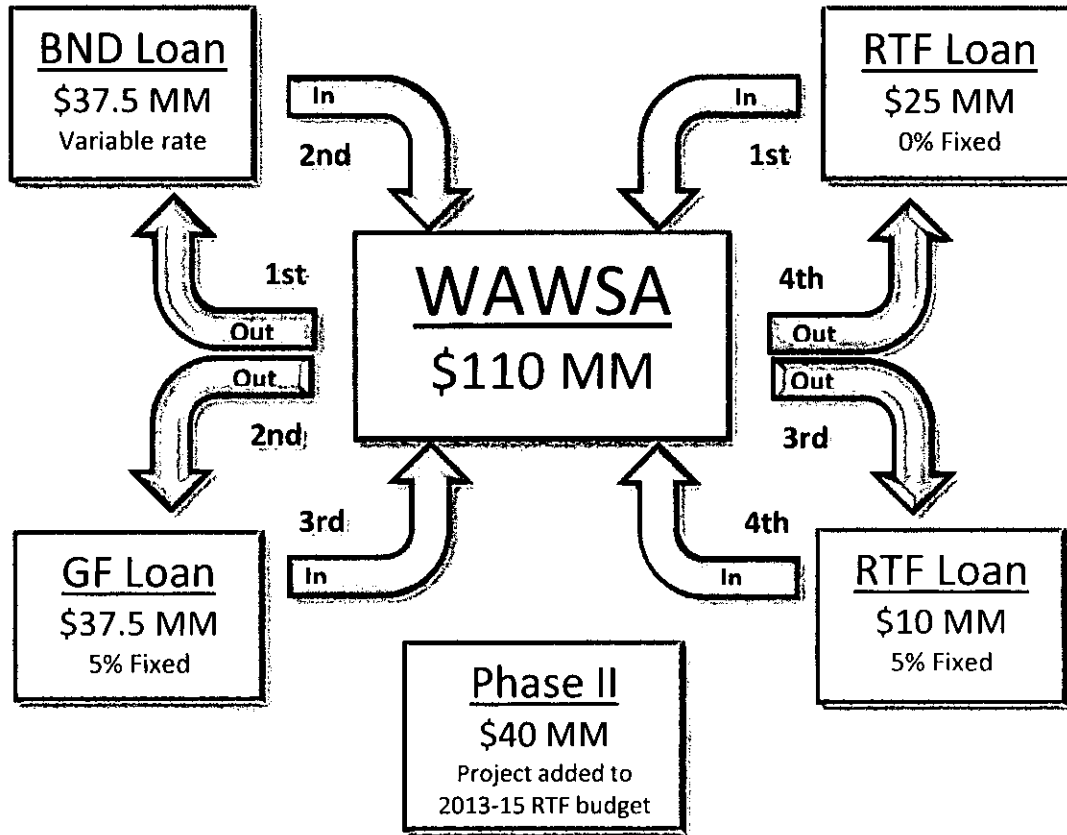 BND Loan
$37.5 MM
Variable rate
In
2nd
In
1st
RTF Loan
$25 MM
0% Fixed
WAWSA
$110 MM
1st
Out
Out
2nd
4th
Out
Out
3rd
3rd
In
4th
In
GF Loan
$37.5 MM
5% Fixed
Phase II
$40 MM
Project added to
2013-15 RTF budget
RTF Loan
$10 MM
5% Fixed